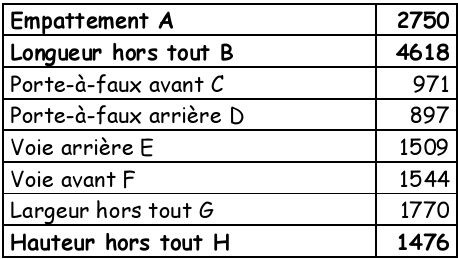 Empattement A 2750
Longueur hors tout B 4618
Porte-à-faux avant C 971
Porte-à-faux arrière D 897
Voie arrière E 1509
Voie avant F 1544
Largeur hors tout G 1770
Hauteur hors tout H 1476